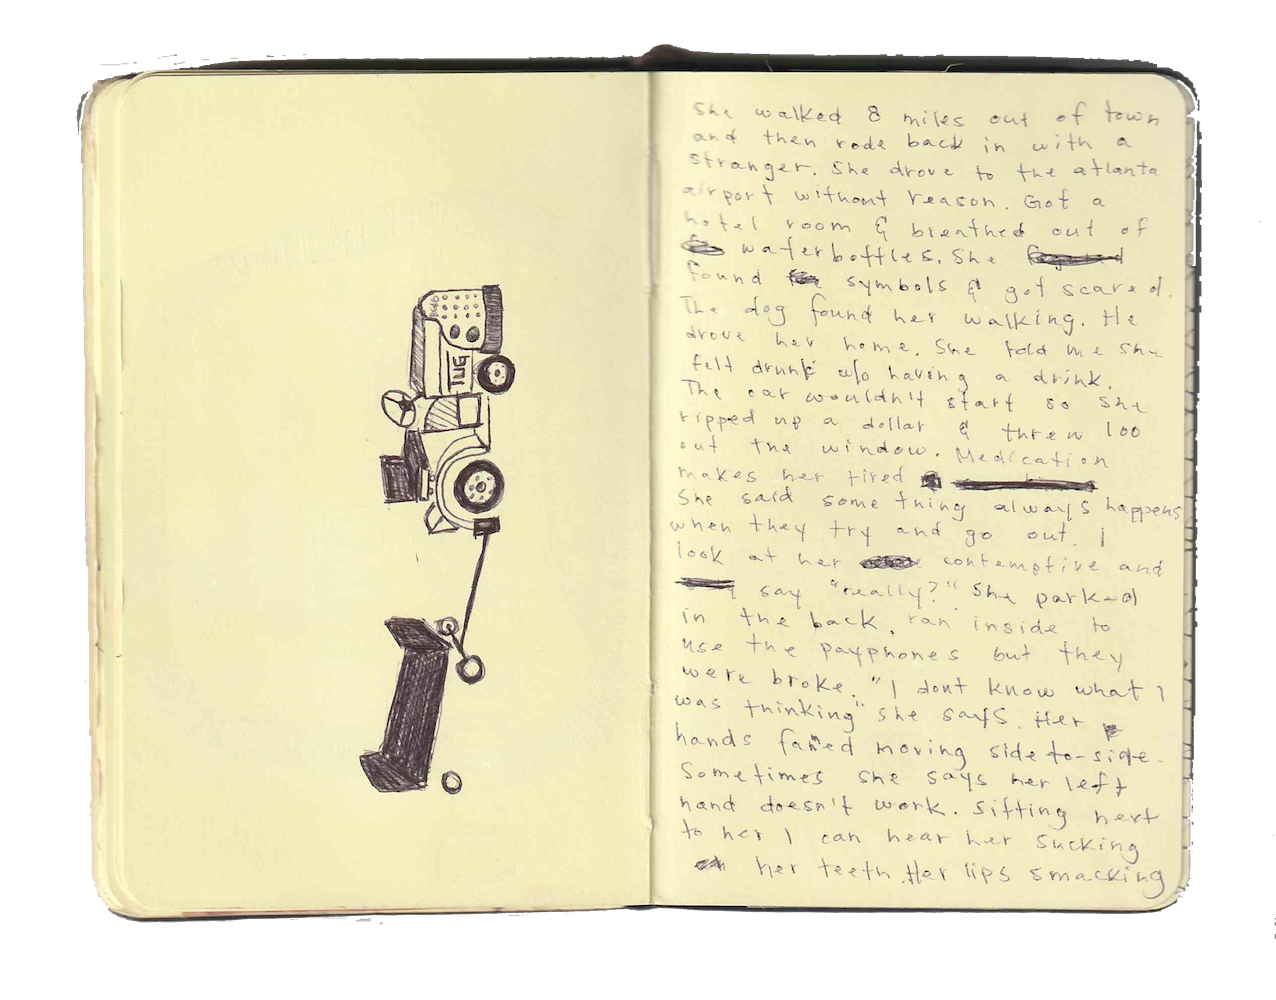 TUG
She walked 8 miles out of town
and then rode back in with a
stranger. She drove to the atlanta
airport without reason. Got a
hotel room & breathed out of
waterbottles. She
found symbols & got scared.
The dog found her walking. He
drove her home. She told me she
felt drunk w/o having a drink.
The car wouldn't start so she
ripped up a dollar & threw 100
out the window. Medication
makes her tired
She said something always happens
when they try and go out. I
look at her contemptive and
say "really?". She parked
in the back, ran inside to
use the payphones but they
were broke. "I dont know what I
was thinking" she says. Her
hands fanned moving side-to-side.
Sometimes she says her left
hand doesn't work. Sitting next
to her I can hear her sucking
her teeth. Her lips smacking